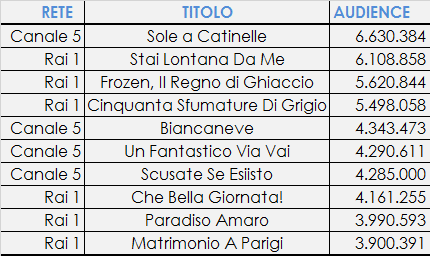 RETE TITOLO AUDIENCE
Canale 5 Sole a Catinelle 6.630.384
Rai 1 Stai Lontana Da Me 6.108.858
Rai 1 Frozen, Il Regno di Ghiaccio 5.620.844
Rai 1 Cinquanta Sfumature Di Grigio 5.498.058
Canale 5 Biancaneve 4.343.473
Canale 5 Un Fantastico Via Vai 4.290.611
Canale 5 Scusate Se Esiisto 4.285.000
Rai 1 Che Bella Giornata! 4.161.255
Rai 1 Paradiso Amaro 3.990.593
Rai 1 Matrimonio A Parigi 3.900.391